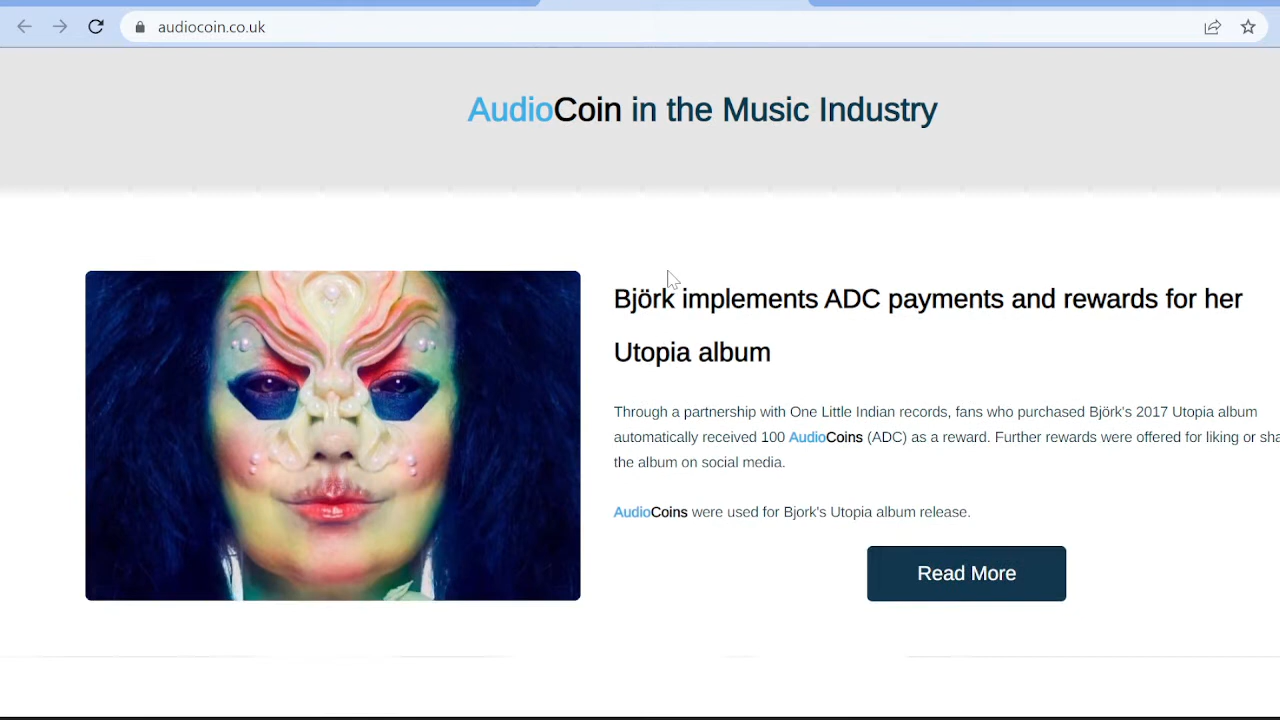 audiocoin.co.uk
AudioCoin in the Music Industry
Björk implements ADC payments and rewards for her
Utopia album
Through a partnership with One Little Indian records, fans who purchased Björk's 2017 Utopia album
automatically received 100 AudioCoins (ADC) as a reward. Further rewards were offered for liking or
the album on social media.
AudioCoins were used for Bjork's Utopia album release.
Read More